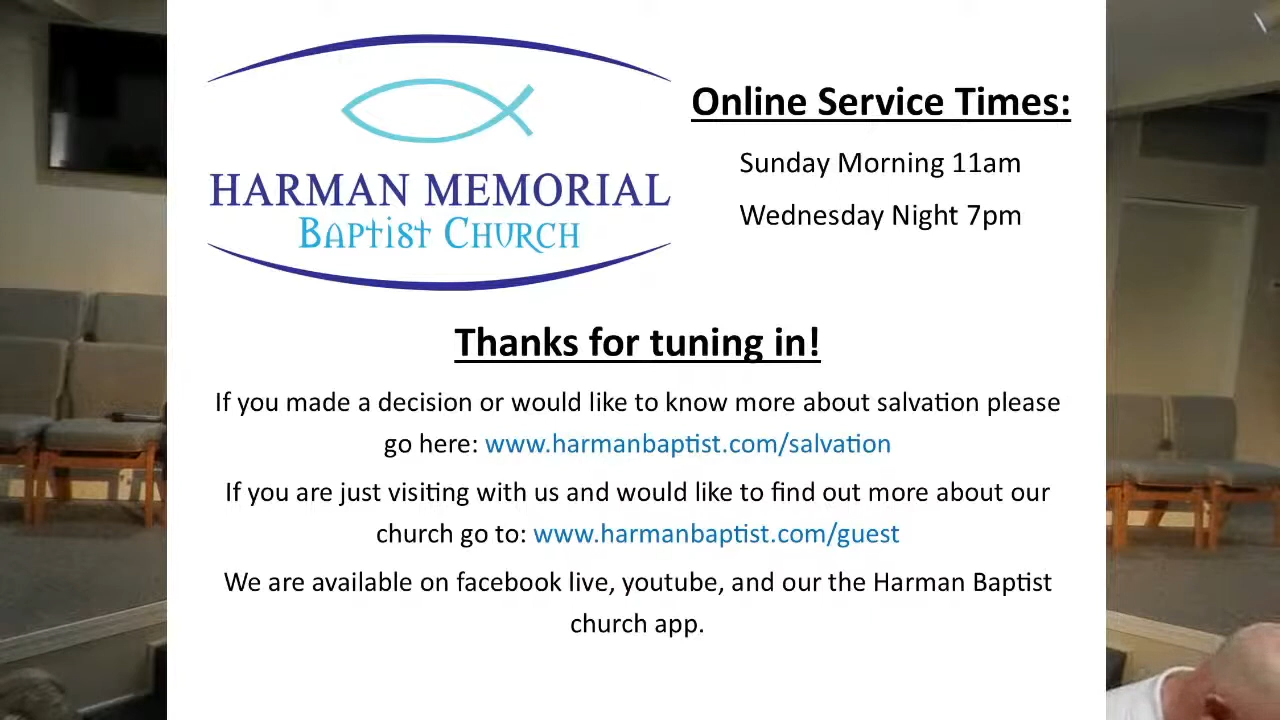 HARMAN MEMORIAL
BAPTIST CHURCH
Online Service Times:
Sunday Morning 11am
Wednesday Night 7pm
Thanks for tuning in!
If you made a decision or would like to know more about salvation please
go here: www.harmanbaptist.com/salvation
If you are just visiting with us and would like to find out more about our
church go to: www.harmanbaptist.com/guest
We are available on facebook live, youtube, and our the Harman Baptist
church app.